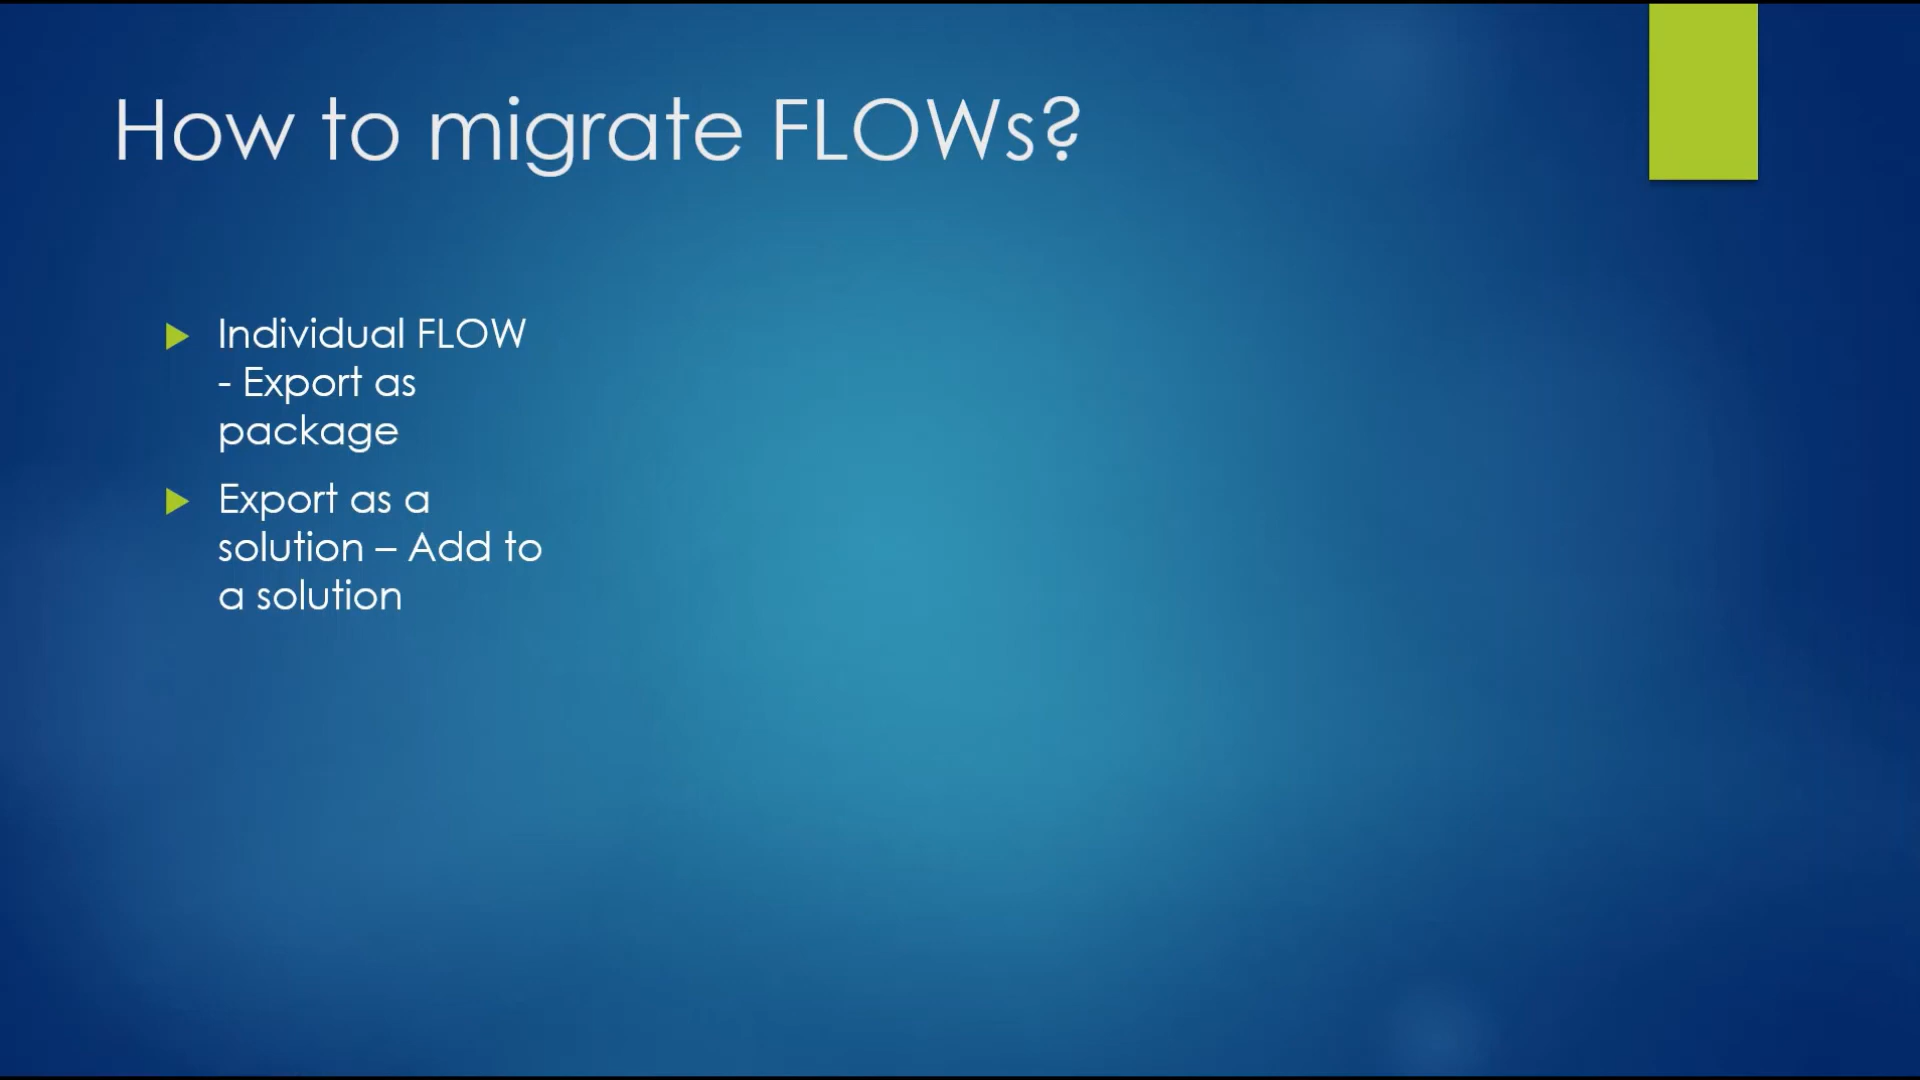 How to migrate FLOWs?
Individual FLOW
- Export as
package
Export as a
solution – Add to
a solution